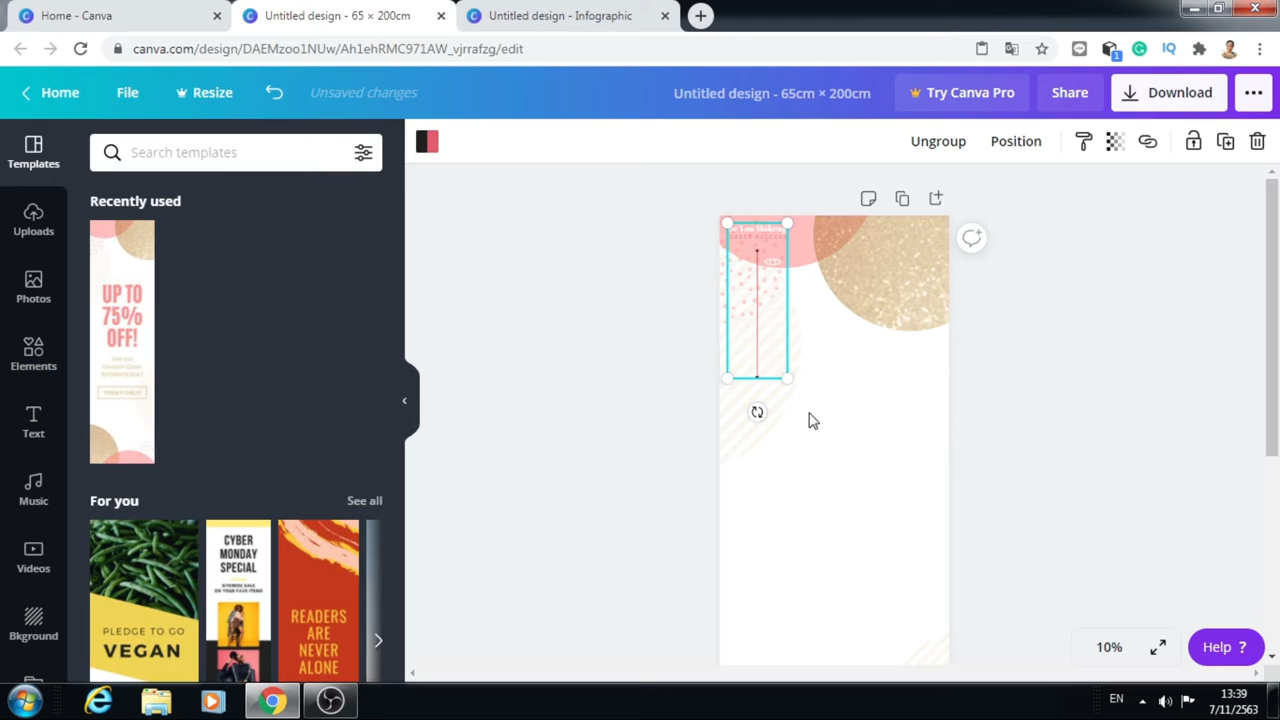 Home - Canva
Untitled design - 65 × 200cm
Untitled design - Infographic
canva.com/design/DAEMzoo1NUw/Ah1ehRMC971AW_vjrrafzg/edit
Home
File
Resize
Unsaved changes
Untitled design - 65cm × 200cm
Try Canva Pro
Share
Download
Templates
Search templates
Ungroup
Position
Recently used
Uploads
Photos
UP TO
75%
OFF!
TODAY ONLY!
Elements
Text
Music
For you
See all
Videos
CYBER
MONDAY
SPECIAL
PLEDGE TO GO
VEGAN
READERS
ARE
NEVER
ALONE
Bkground
10%
Help ?
EN
13:39
7/11/2563